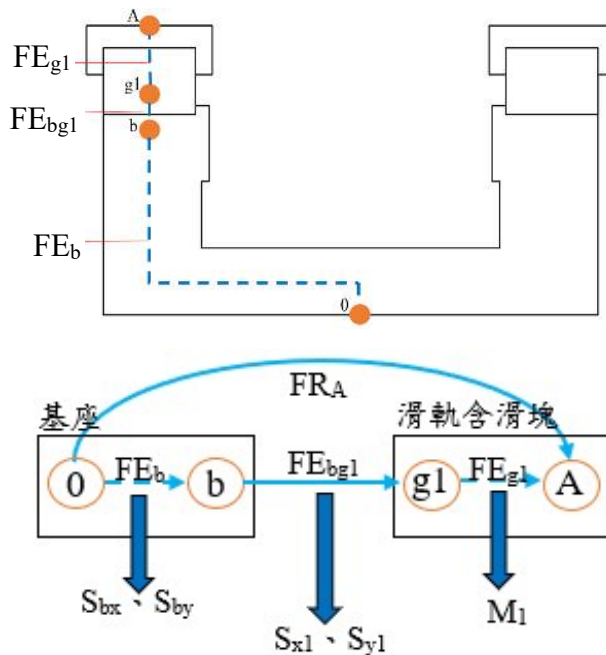 A
FEg1
g1
FEbg1
b
FEb
0
FRA
基座
滑軌含滑塊
0
FEb
b
FEbg1
g1
FEg1
A
Sbx、Sby
Sx1、Sy1
M1